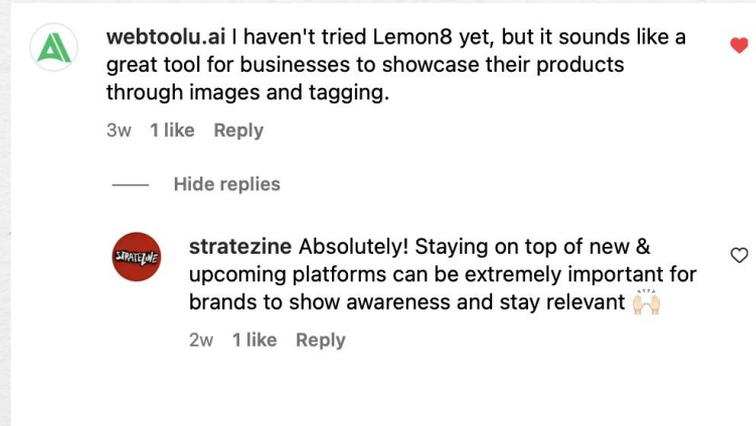 webtoolu.ai I haven't tried Lemon8 yet, but it sounds like a
great tool for businesses to showcase their products
through images and tagging.
3w 1 like Reply
Hide replies
STRATEZINE
stratezine Absolutely! Staying on top of new &
upcoming platforms can be extremely important for
brands to show awareness and stay relevant 🙌🏻
2w 1 like Reply